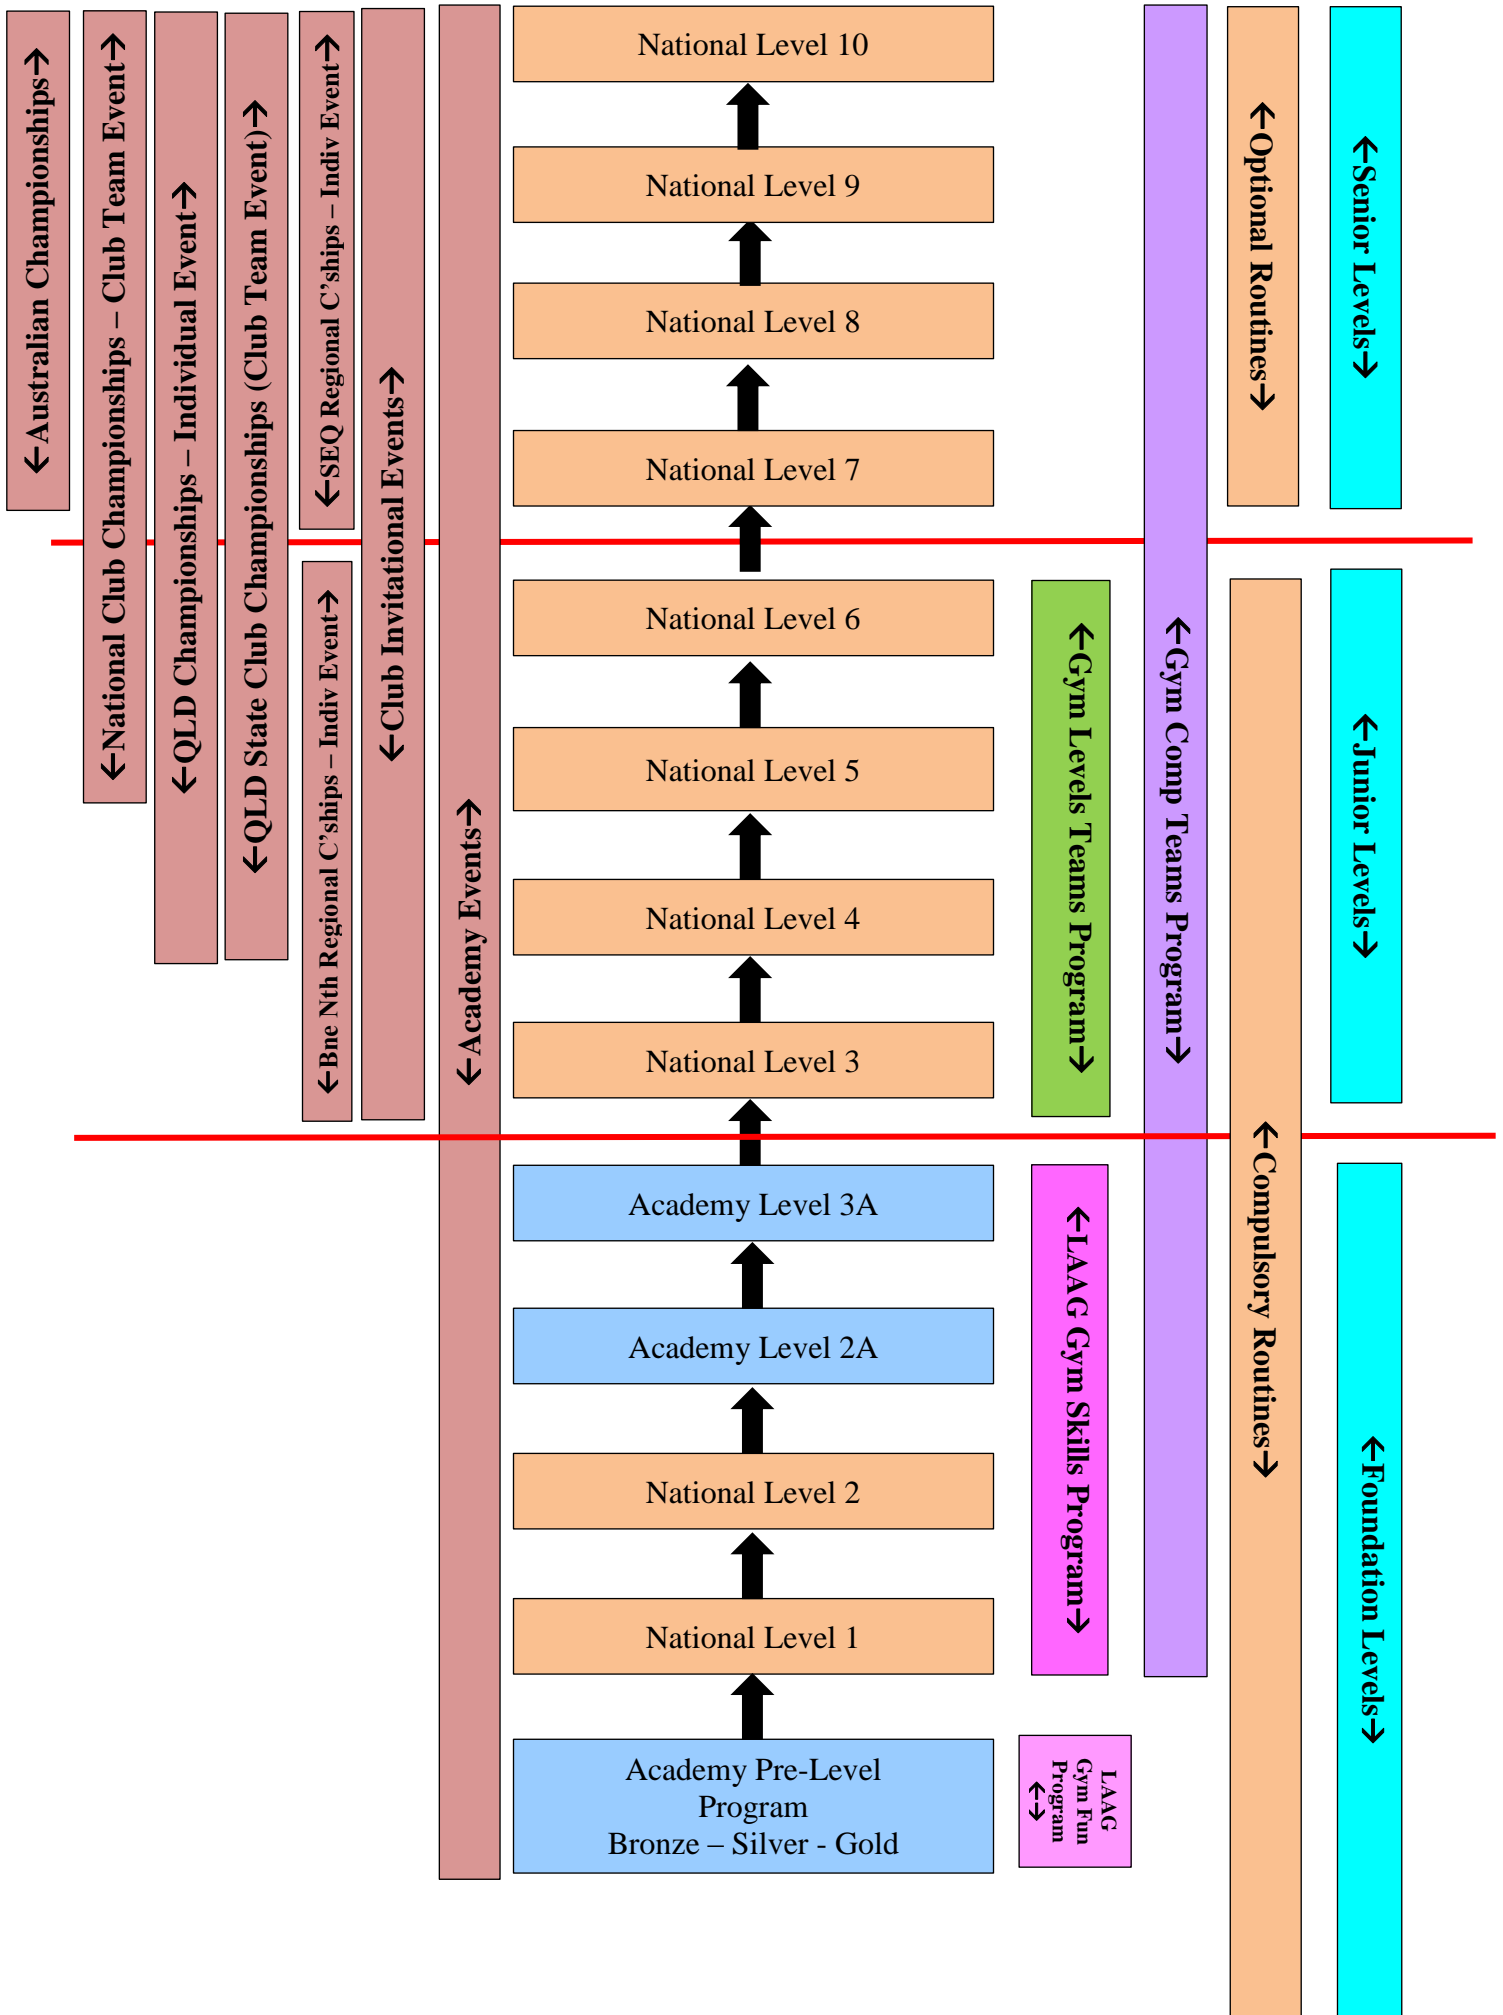 ←Australian Championships→
←National Club Championships – Club Team Event→
←QLD Championships – Individual Event→
←QLD State Club Championships (Club Team Event)→
←SEQ Regional C’ships – Indiv Event→
←Bne Nth Regional C’ships – Indiv Event→
←Club Invitational Events→
←Academy Events→
National Level 10
National Level 9
National Level 8
National Level 7
National Level 6
National Level 5
National Level 4
National Level 3
Academy Level 3A
Academy Level 2A
National Level 2
National Level 1
Academy Pre-Level
Program
Bronze – Silver - Gold
←Gym Levels Teams Program→
←LAAG Gym Skills Program→
LAAG
Gym Fun
Program
←→
←Gym Comp Teams Program→
←Optional Routines→
←Compulsory Routines→
←Senior Levels→
←Junior Levels→
←Foundation Levels→